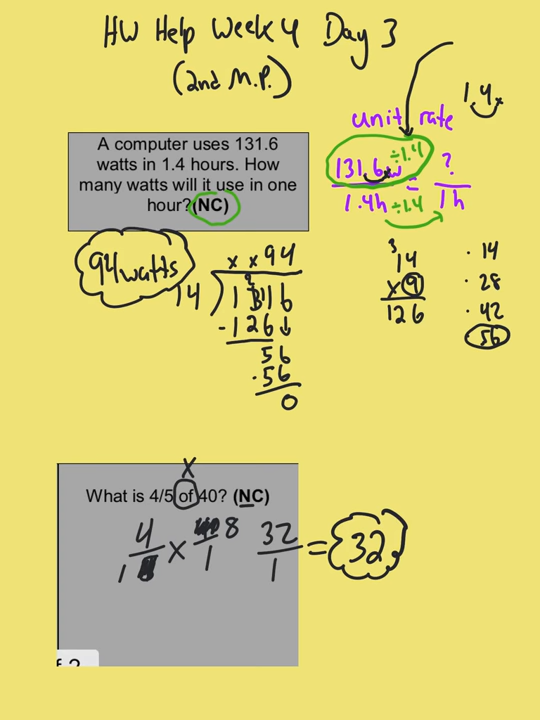 HW Help Week 4 Day 3
(2nd M.P.)
A computer uses 131.6
watts in 1.4 hours. How
many watts will it use in one
hour? (NC)
unit rate
1.4
131.6w ÷1.4 = ?
1.4h ÷1.4 1h
94 watts
x x 9 4
14 1316
-126
56
-56
0
3
14
x9
126
· 14
· 28
· 42
· 56
x
What is 4/5 of 40? (NC)
4 x 8 32 = 32
1 1 1